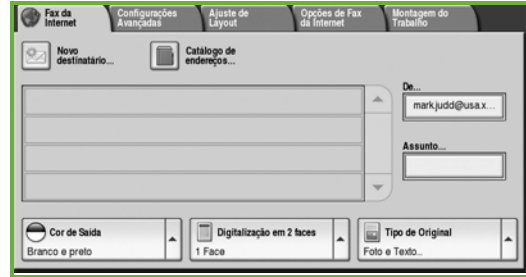 Fax da
Internet
Configurações
Avançadas
Ajuste de
Layout
Opções de Fax
da Internet
Montagem do
Trabalho
Novo
destinatário...
Catálogo de
endereços...
De...
mark.judd@usa.x...
Assunto...
Cor de Saída
Branco e preto
Digitalização em 2 faces
1 Face
Tipo de Original
Foto e Texto...